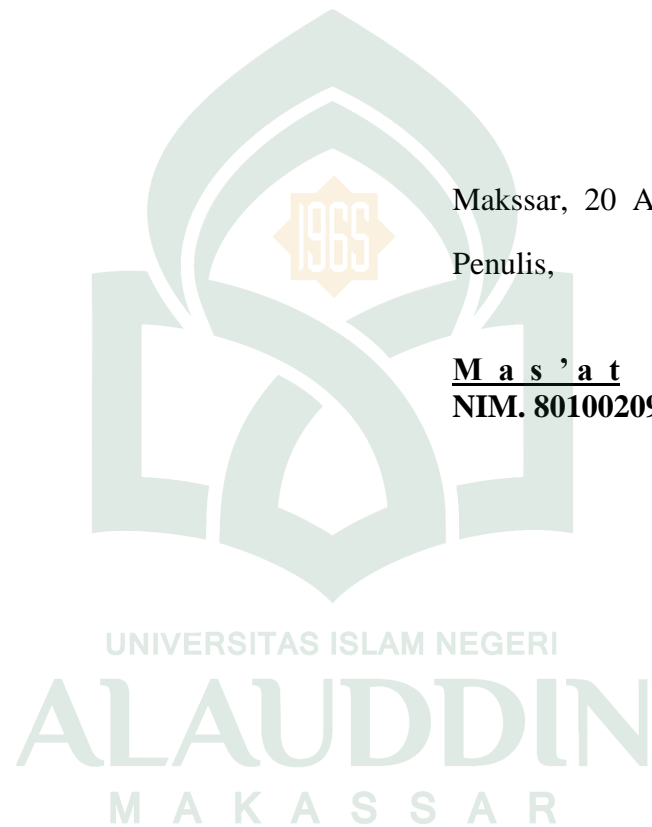 1965
Makssar, 20 A
Penulis,
M a s ’ a t
NIM. 80100209
UNIVERSITAS ISLAM NEGERI
ALAUDDIN
M A K A S S A R